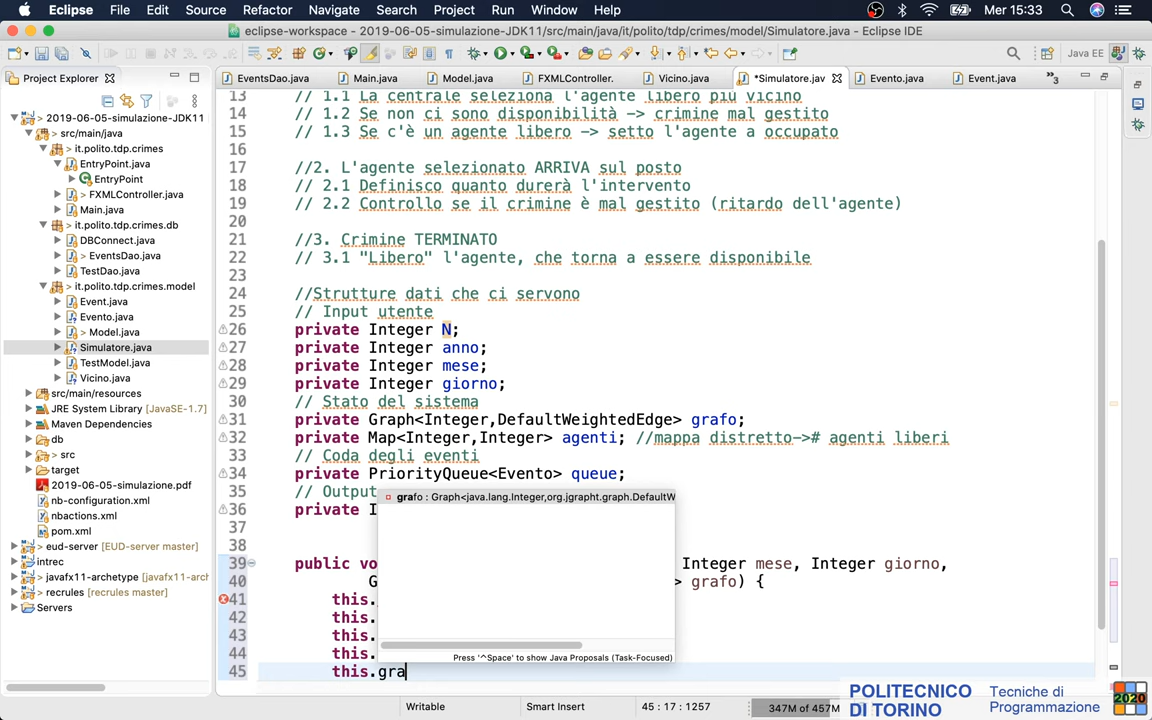 Eclipse File Edit Source Refactor Navigate Search Project Run Window Help Mer 15:33
eclipse-workspace - 2019-06-05-simulazione-JDK11/src/main/java/it/polito/tdp/crimes/model/Simulatore.java - Eclipse IDE
Java EE
Project Explorer
EventsDao.java Main.java Model.java FXMLController. Vicino.java *Simulatore.jav Evento.java Event.java »3
2019-06-05-simulazione-JDK11
> src/main/java
> it.polito.tdp.crimes
EntryPoint.java
EntryPoint
> FXMLController.java
Main.java
> it.polito.tdp.crimes.db
DBConnect.java
> EventsDao.java
TestDao.java
> it.polito.tdp.crimes.model
Event.java
Evento.java
> Model.java
Simulatore.java
TestModel.java
Vicino.java
src/main/resources
JRE System Library [JavaSE-1.7]
Maven Dependencies
db
> src
target
2019-06-05-simulazione.pdf
nb-configuration.xml
nbactions.xml
pom.xml
> eud-server [EUD-server master]
intrec
> javafx11-archetype [javafx11-arch
> recrules [recrules master]
Servers
13 // 1.1 La centrale seleziona l'agente libero più vicino
14 // 1.2 Se non ci sono disponibilità -> crimine mal gestito
15 // 1.3 Se c'è un agente libero -> setto l'agente a occupato
16
17 //2. L'agente selezionato ARRIVA sul posto
18 // 2.1 Definisco quanto durerà l'intervento
19 // 2.2 Controllo se il crimine è mal gestito (ritardo dell'agente)
20
21 //3. Crimine TERMINATO
22 // 3.1 "Libero" l'agente, che torna a essere disponibile
23
24 //Strutture dati che ci servono
25 // Input utente
26 private Integer N;
27 private Integer anno;
28 private Integer mese;
29 private Integer giorno;
30 // Stato del sistema
31 private Graph<Integer,DefaultWeightedEdge> grafo;
32 private Map<Integer,Integer> agenti; //mappa distretto-># agenti liberi
33 // Coda degli eventi
34 private PriorityQueue<Evento> queue;
35 // Output
36 private I
37
38
39 public vo Integer mese, Integer giorno,
40 G > grafo) {
41 this.
42 this.
43 this.
44 this.
45 this.gra
grafo : Graph<java.lang.Integer,org.jgrapht.graph.DefaultW
Press '^Space' to show Java Proposals (Task-Focused)
Writable Smart Insert 45 : 17 : 1257 347M of 457M
POLITECNICO DI TORINO
Tecniche di Programmazione
2020